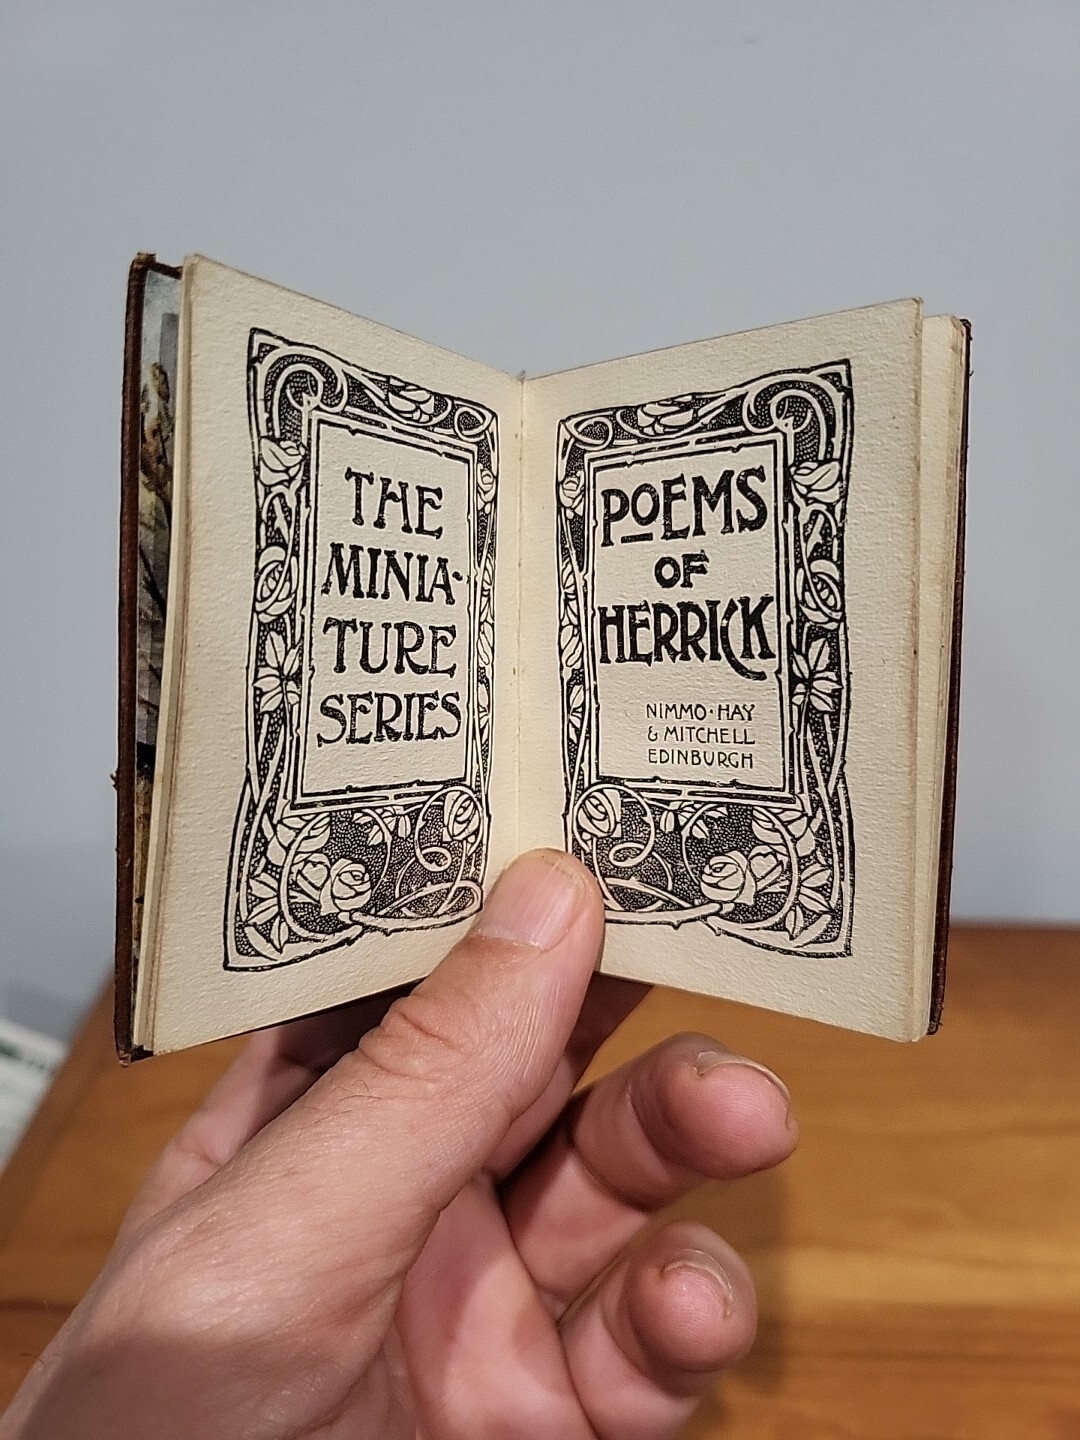 THE
MINIA-
TURE
SERIES
POEMS
OF
HERRICK
NIMMO·HAY
& MITCHELL
EDINBURGH